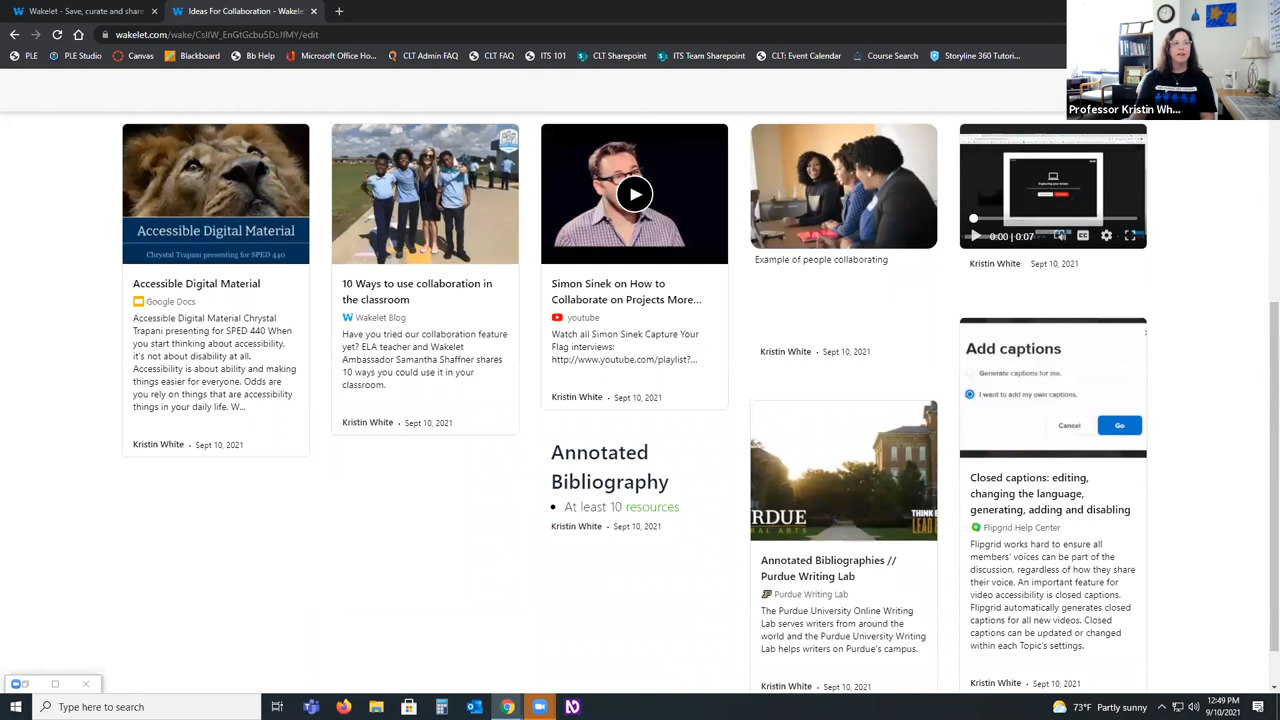 Wakelet - Save, curate and share
Ideas For Collaboration - Wakele
wakelet.com/wake/CsIIW_EnGtGcbu5DsJfMY/edit
PLE
PLE Studio
Canvas
Blackboard
Bb Help
Microsoft Office Ho...
CLT Admin FAQ
CLT FAQ
ITS 101
CLT Sharepoint
ITS Team Sharepoint
CLT: Event Calendar
Course Search
Storyline 360 Tutori...
Professor Kristin Wh...
Accessible Digital Material
Chrystal Trapani presenting for SPED 440
Accessible Digital Material
Google Docs
Accessible Digital Material Chrystal
Trapani presenting for SPED 440 When
you start thinking about accessibility,
it's not about disability at all.
Accessibility is about ability and making
things easier for everyone. Odds are
you rely on things that are accessibility
things in your daily life. W...
Kristin White • Sept 10, 2021
10 Ways to use collaboration in
the classroom
Wakelet Blog
Have you tried our collaboration feature
yet? ELA teacher and Wakelet
Ambassador Samantha Shaffner shares
10 ways you could use it in your
classroom.
Kristin White • Sept 10, 2021
Simon Sinek on How to
Collaborate on Projects More...
youtube
Watch all Simon Sinek Capture Your
Flag interviews:
http://www.youtube.com/playlist?...
Kristin White • Sept 10, 2021
Annotated
Bibliography
• At least 10 resources
Kristin White • Sept 10, 2021
Example of people collaborating
Kristin White • Sept 10, 2021
RDUE
AL ARTS
THINK B
LEAD
Annotated Bibliographies //
Purdue Writing Lab
Purdue Writing Lab
The Purdue University Online Writing
Lab serves writers from around the
world and the Purdue University Writing
Lab helps writers on Purdue's campus.
Kristin White • Sept 10, 2021
0:00 / 0:07
CC
Kristin White Sept 10, 2021
Add captions
Generate captions for me.
I want to add my own captions.
Cancel
Go
Closed captions: editing,
changing the language,
generating, adding and disabling
Flipgrid Help Center
Flipgrid works hard to ensure all
members' voices can be part of the
discussion, regardless of how they share
their voice. An important feature for
video accessibility is closed captions.
Flipgrid automatically generates closed
captions for all new videos. Closed
captions can be updated or changed
within each Topic's settings.
Kristin White • Sept 10, 2021
Type here to search
73°F Partly sunny
12:49 PM
9/10/2021